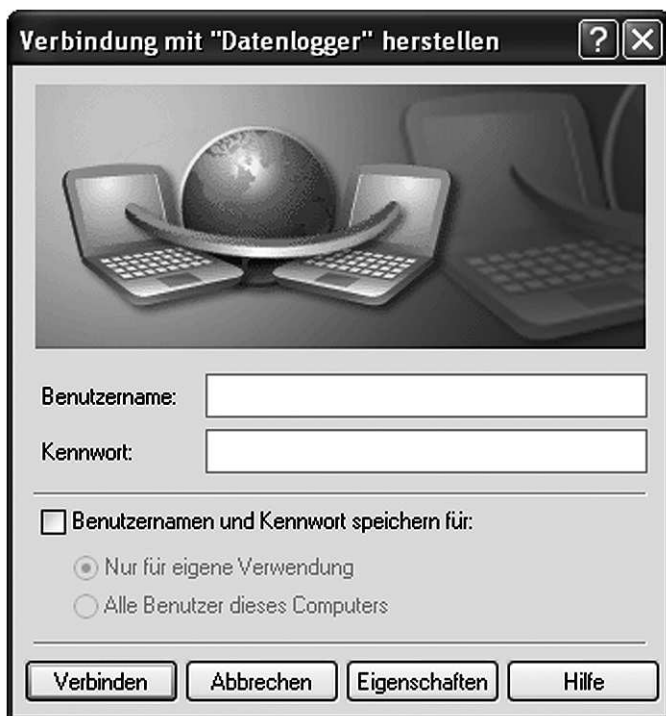 Verbindung mit "Datenlogger" herstellen
Benutzername:
Kennwort:
Benutzernamen und Kennwort speichern für:
Nur für eigene Verwendung
Alle Benutzer dieses Computers
Verbinden Abbrechen Eigenschaften Hilfe